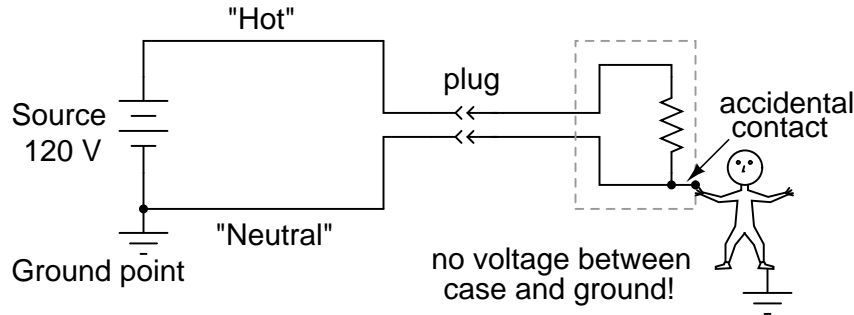 "Hot"
plug
Source
120 V
accidental
contact
"Neutral"
Ground point
no voltage between
case and ground!